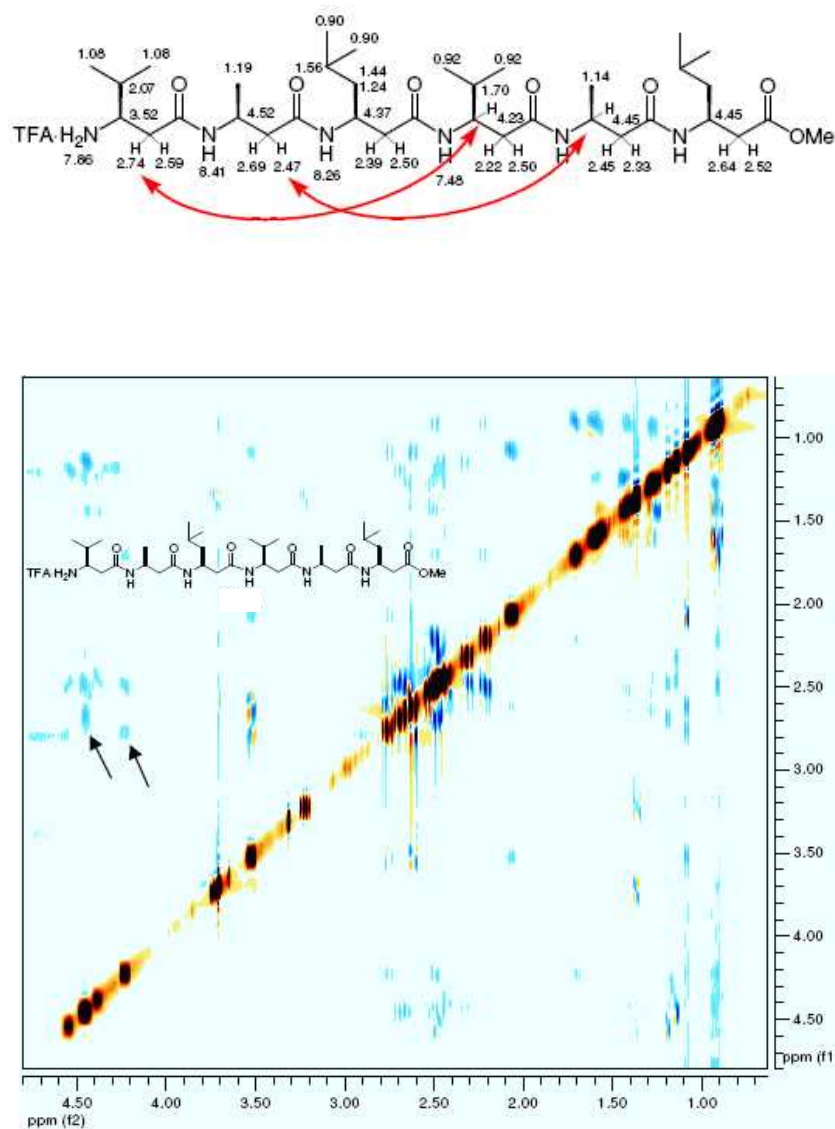 0.90
0.90
1.08 1.08 1.19 1.56 0.92 0.92 1.14
2.07 O O 1.44 O 1.70 O O O
1.24
3.52 4.52 4.37 H 4.23 H 4.45 4.45
TFA·H₂N N H H N H H N H H N H H N H H OMe
7.86 H H H H H H H
2.74 2.59 8.41 2.69 2.47 8.26 2.39 2.50 7.48 2.22 2.50 2.45 2.33 2.64 2.52
TFA·H₂N O N H O N H O N H O N H O N H O OMe
1.00
1.50
2.00
2.50
3.00
3.50
4.00
4.50
ppm (f1
4.50 4.00 3.50 3.00 2.50 2.00 1.50 1.00
ppm (f2)